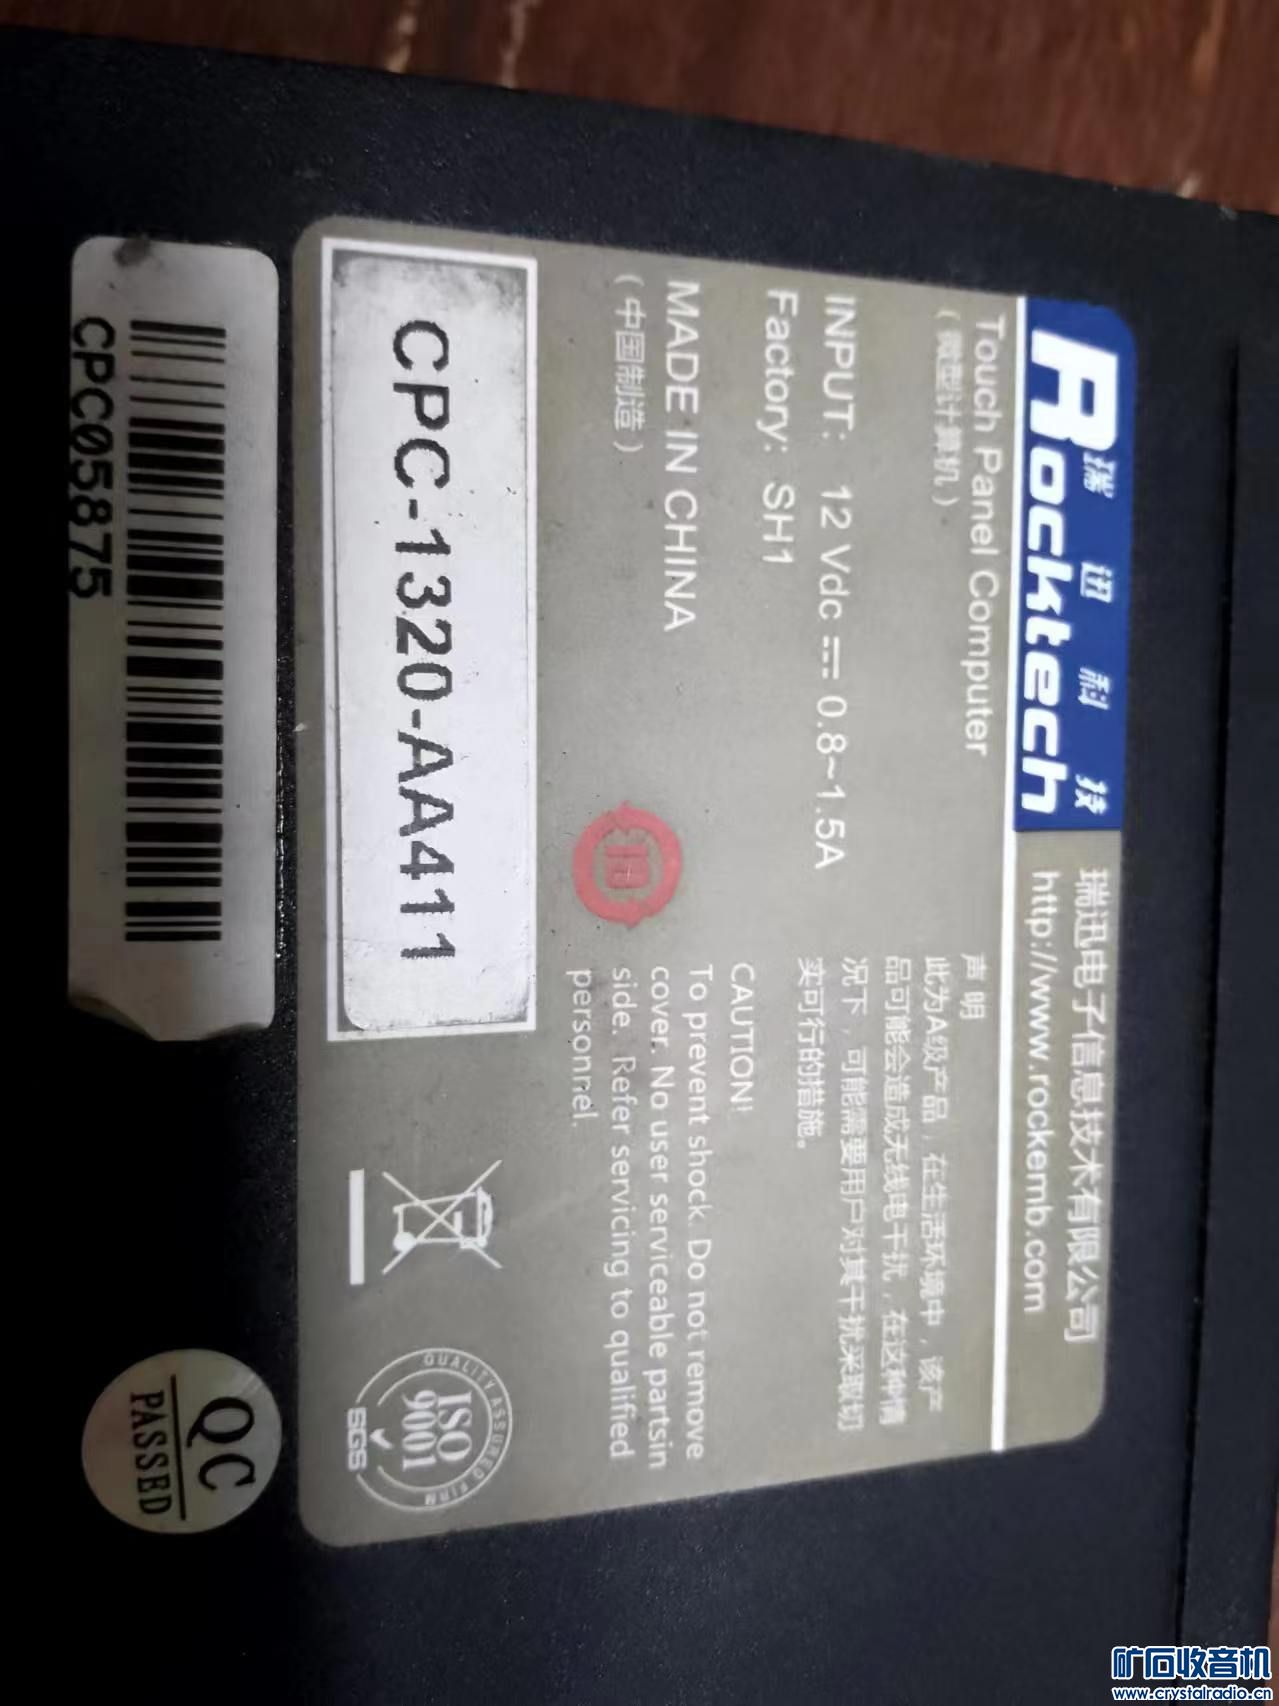 Rocktech
瑞迅科技
瑞迅电子信息技术有限公司
http://www.rockemb.com
Touch Panel Computer
(微型计算机)
INPUT: 12 Vdc ⎓ 0.8~1.5A
Factory: SH1
MADE IN CHINA
(中国制造)
声明
此为A级产品,在生活环境中,该产
品可能会造成无线电干扰,在这种情
况下,可能需要用户对其干扰采取切
实可行的措施。
CAUTION!
To prevent shock. Do not remove
cover. No user serviceable partsin
side. Refer servicing to qualified
personnel.
CPC-1320-AA411
QUALITY ASSURED FIRM
ISO
9001
SGS
CPC05875
QC
PASSED
矿石收音机
www.crystalradio.cn